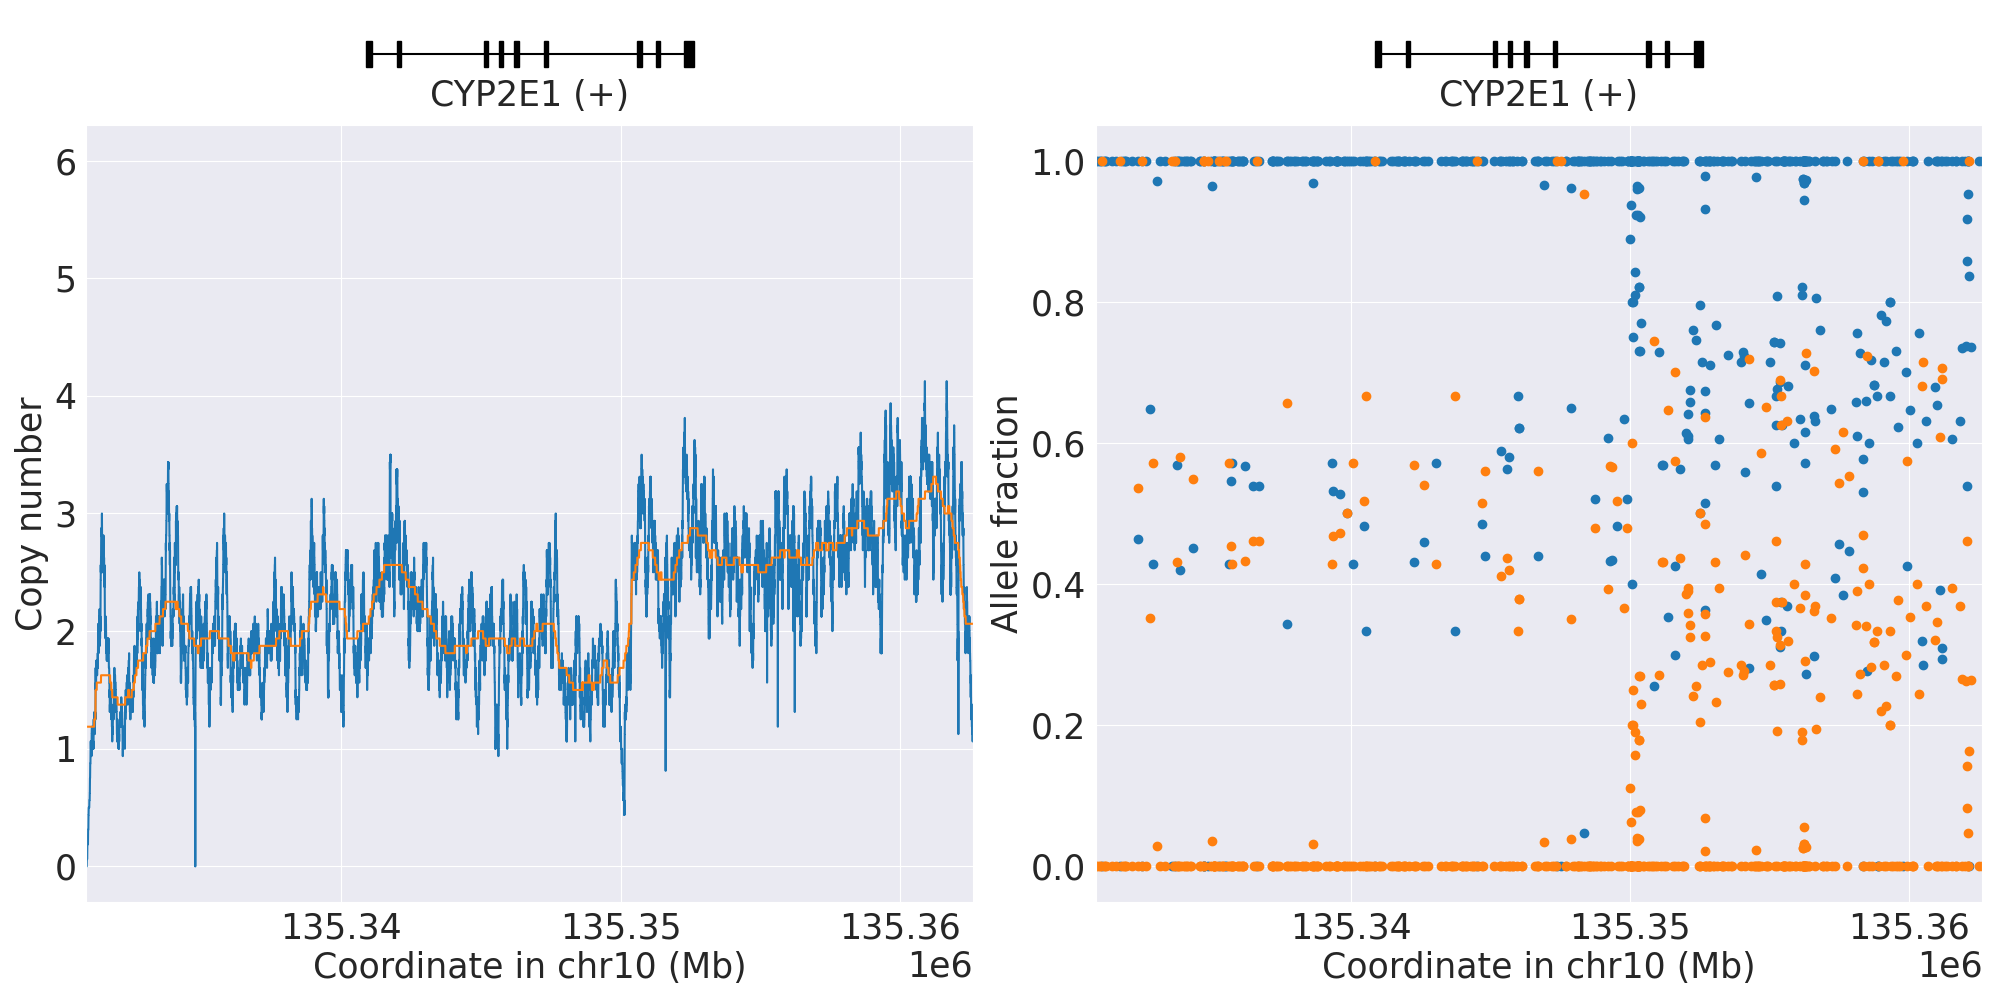 CYP2E1 (+)
6
5
4
3
2
1
0
Copy number
135.34 135.35 135.36
Coordinate in chr10 (Mb)
1e6
CYP2E1 (+)
1.0
0.8
0.6
0.4
0.2
0.0
Allele fraction
135.34 135.35 135.36
Coordinate in chr10 (Mb)
1e6